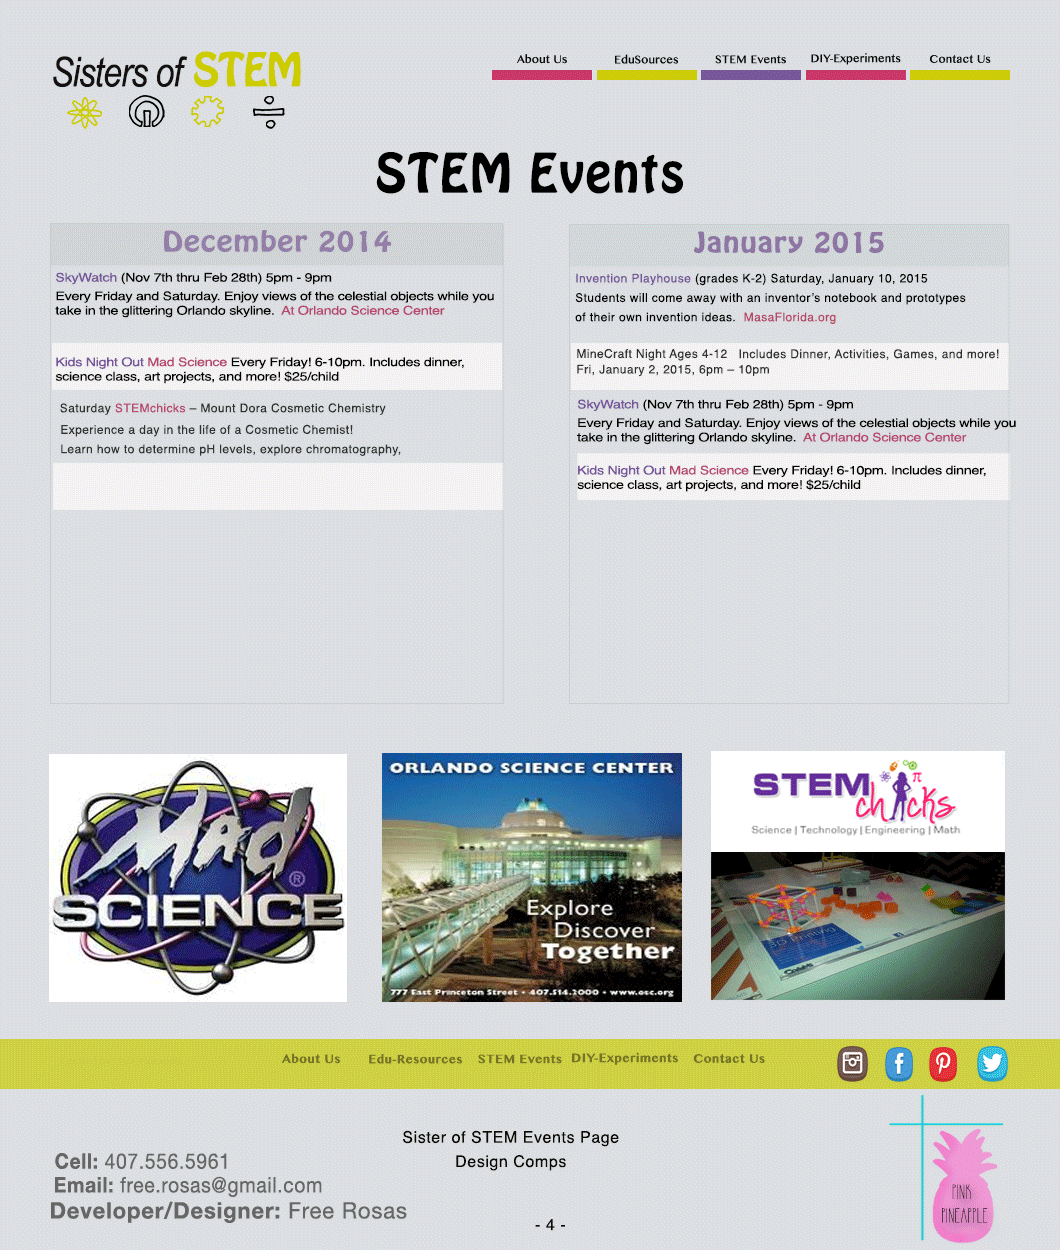 Sisters of STEM
About Us EduSources STEM Events DIY-Experiments Contact Us
STEM Events
December 2014
SkyWatch (Nov 7th thru Feb 28th) 5pm - 9pm
Every Friday and Saturday. Enjoy views of the celestial objects while you
take in the glittering Orlando skyline. At Orlando Science Center
Kids Night Out Mad Science Every Friday! 6-10pm. Includes dinner,
science class, art projects, and more! $25/child
Saturday STEMchicks – Mount Dora Cosmetic Chemistry
Experience a day in the life of a Cosmetic Chemist!
Learn how to determine pH levels, explore chromatography,
January 2015
Invention Playhouse (grades K-2) Saturday, January 10, 2015
Students will come away with an inventor's notebook and prototypes
of their own invention ideas. MasaFlorida.org
MineCraft Night Ages 4-12 Includes Dinner, Activities, Games, and more!
Fri, January 2, 2015, 6pm – 10pm
SkyWatch (Nov 7th thru Feb 28th) 5pm - 9pm
Every Friday and Saturday. Enjoy views of the celestial objects while you
take in the glittering Orlando skyline. At Orlando Science Center
Kids Night Out Mad Science Every Friday! 6-10pm. Includes dinner,
science class, art projects, and more! $25/child
Mad
SCIENCE®
ORLANDO SCIENCE CENTER
Explore
Discover
Together
777 East Princeton Street • 407.514.2000 • www.osc.org
STEM chicks
Science | Technology | Engineering | Math
3D Printing
About Us Edu-Resources STEM Events DIY-Experiments Contact Us
Sister of STEM Events Page
Design Comps
Cell: 407.556.5961
Email: free.rosas@gmail.com
Developer/Designer: Free Rosas
- 4 -
PINK
PINEAPPLE